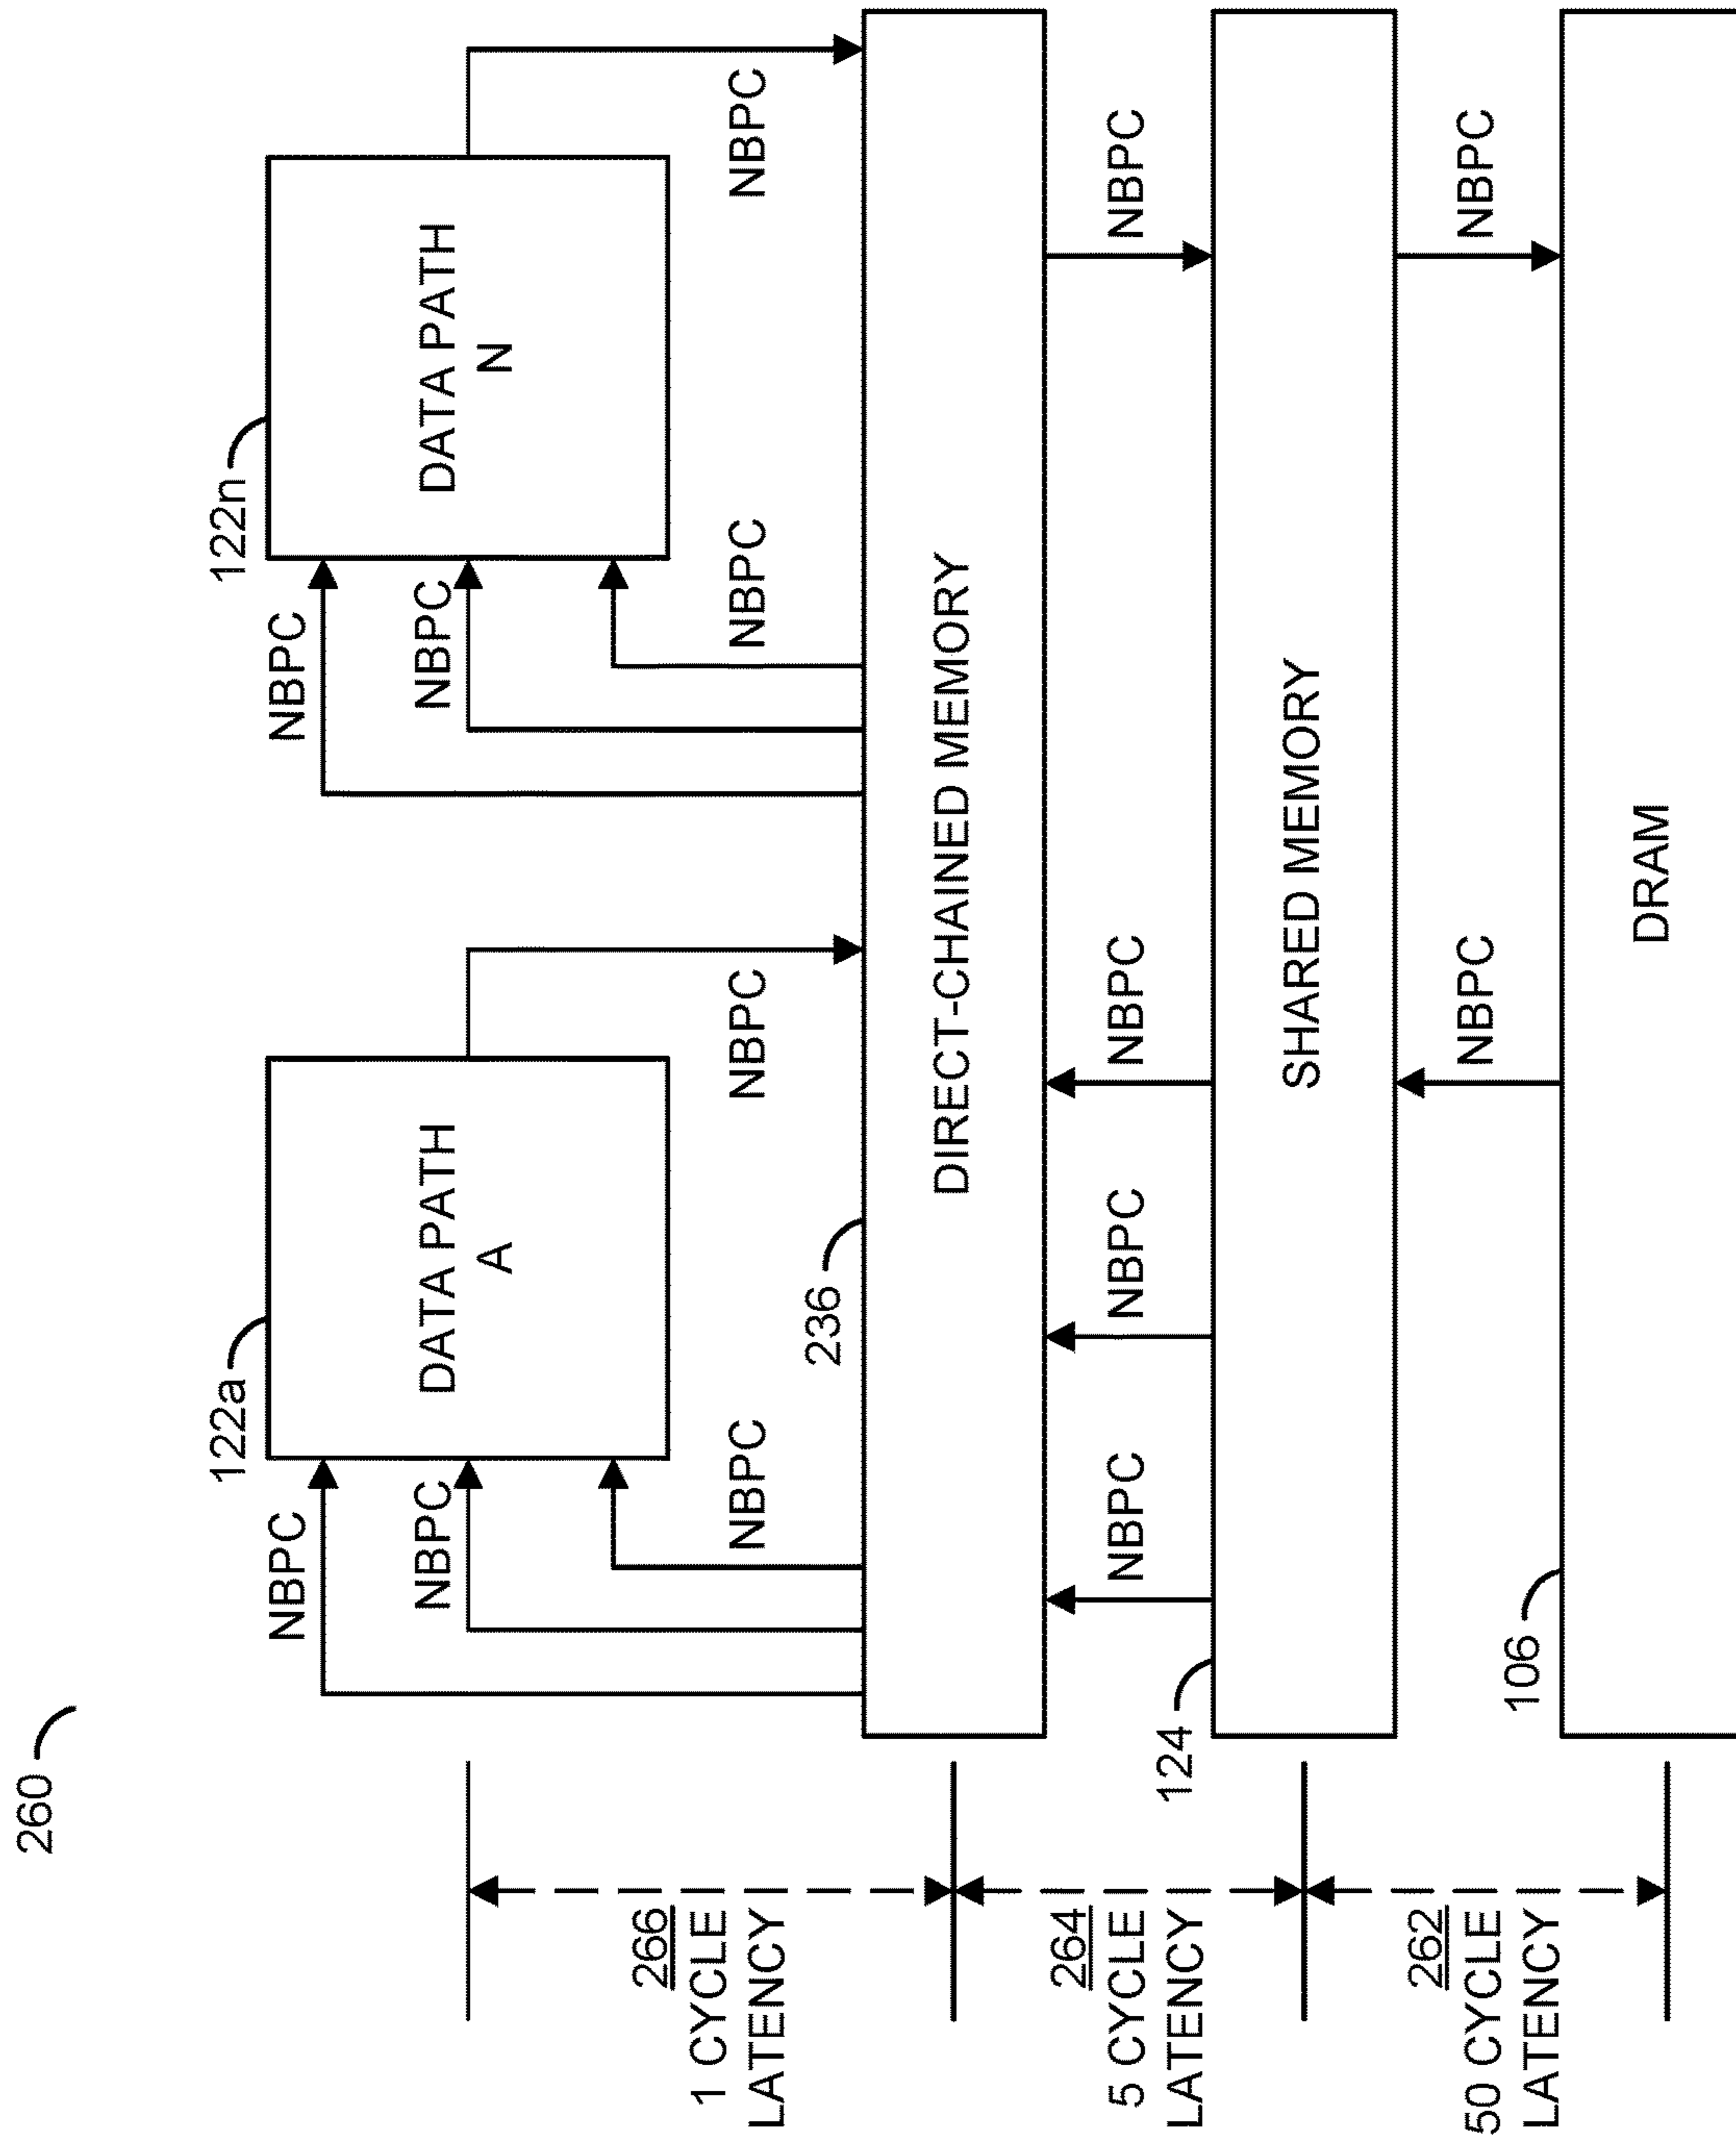 260
122a
122n
NBPC
DATA PATH
A
NBPC
NBPC
NBPC
NBPC
DATA PATH
N
NBPC
NBPC
NBPC
266
1 CYCLE
LATENCY
236
DIRECT-CHAINED MEMORY
264
5 CYCLE
LATENCY
NBPC
NBPC
NBPC
NBPC
124
SHARED MEMORY
262
50 CYCLE
LATENCY
NBPC
NBPC
106
DRAM